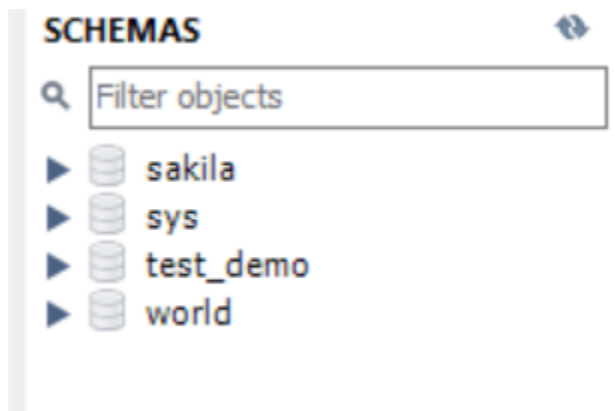 SCHEMAS
Filter objects
sakila
sys
test_demo
world